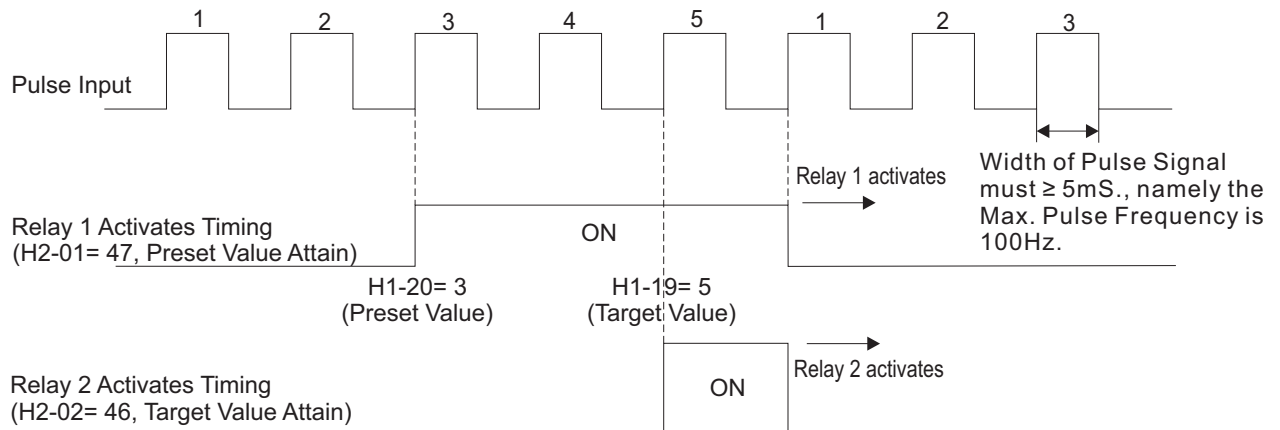 1 2 3 4 5 1 2 3
Pulse Input
Width of Pulse Signal
must ≥ 5mS., namely the
Max. Pulse Frequency is
100Hz.
Relay 1 activates
Relay 1 Activates Timing
(H2-01= 47, Preset Value Attain)
ON
H1-20= 3
(Preset Value)
H1-19= 5
(Target Value)
Relay 2 activates
Relay 2 Activates Timing
(H2-02= 46, Target Value Attain)
ON